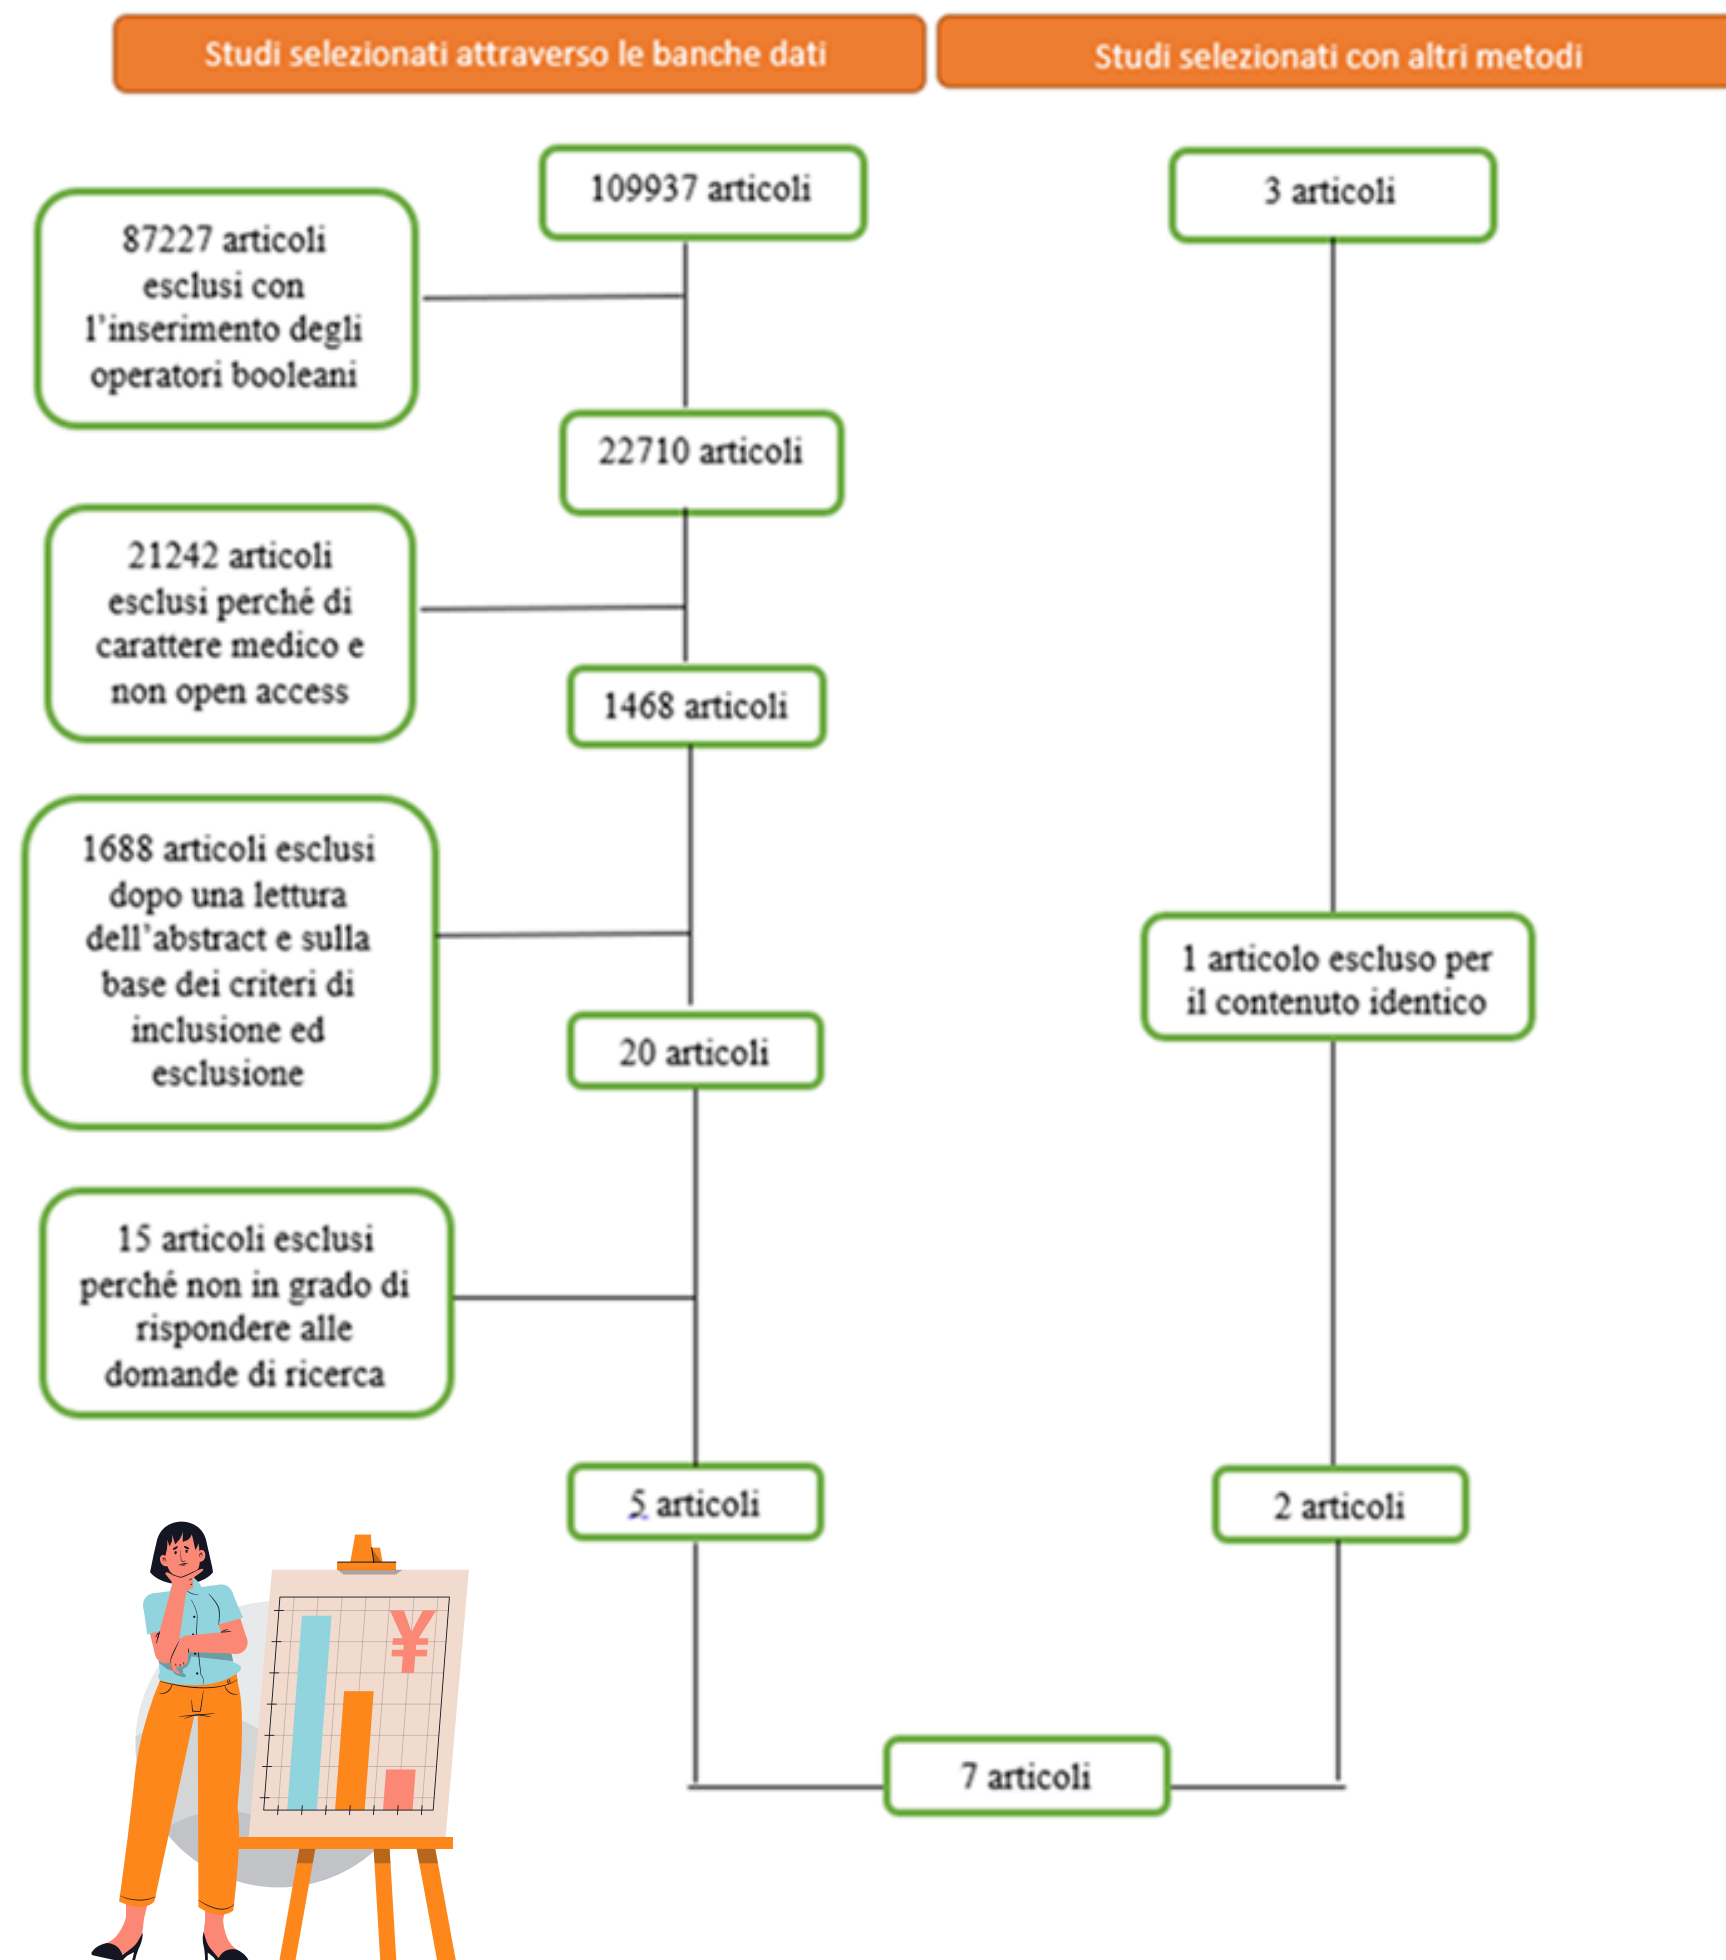 Studi selezionati attraverso le banche dati
Studi selezionati con altri metodi
109937 articoli
3 articoli
87227 articoli
esclusi con
l'inserimento degli
operatori booleani
22710 articoli
21242 articoli
esclusi perché di
carattere medico e
non open access
1468 articoli
1688 articoli esclusi
dopo una lettura
dell'abstract e sulla
base dei criteri di
inclusione ed
esclusione
1 articolo escluso per
il contenuto identico
20 articoli
15 articoli esclusi
perché non in grado di
rispondere alle
domande di ricerca
5 articoli
2 articoli
¥
7 articoli